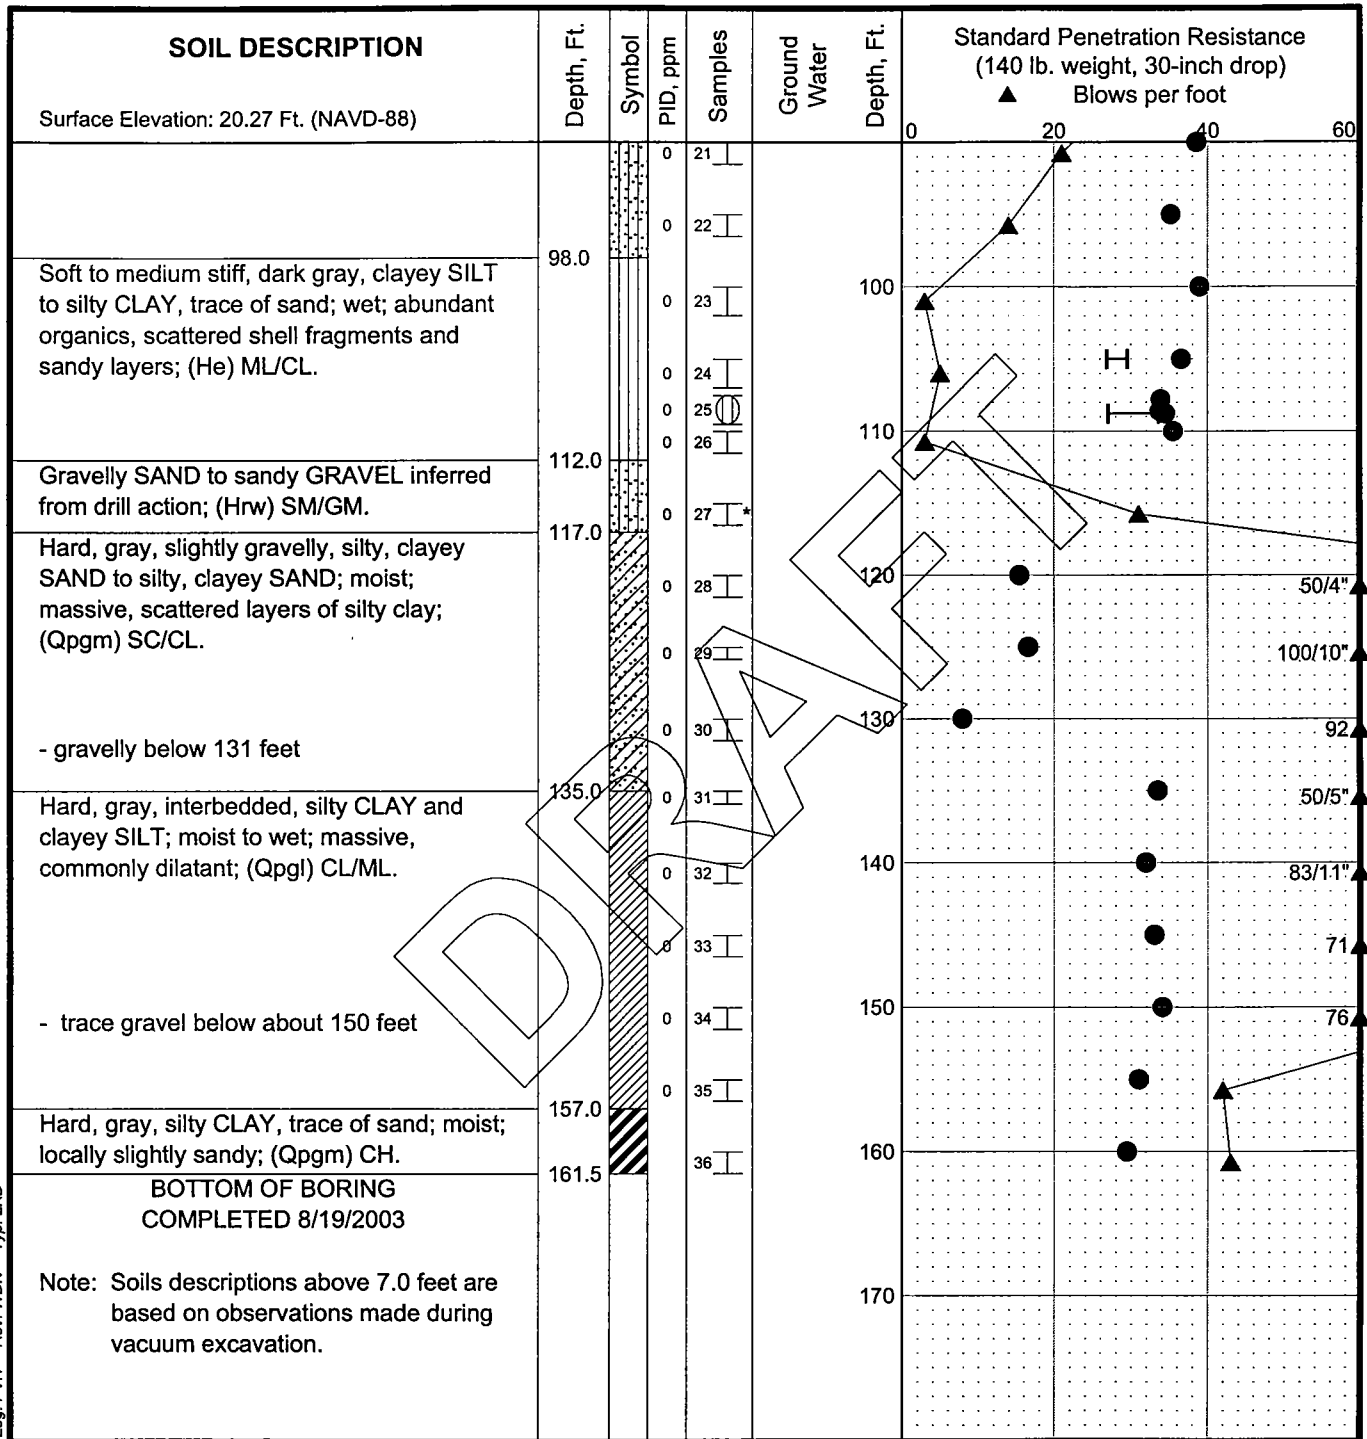 SOIL DESCRIPTION
Surface Elevation: 20.27 Ft. (NAVD-88)
Depth, Ft.
Symbol
PID, ppm
Samples
Ground
Water
Depth, Ft.
Standard Penetration Resistance
(140 lb. weight, 30-inch drop)
▲ Blows per foot
0 20 40 60
0 21
0 22
98.0
Soft to medium stiff, dark gray, clayey SILT
to silty CLAY, trace of sand; wet; abundant
organics, scattered shell fragments and
sandy layers; (He) ML/CL.
0 23
100
0 24
0 25
0 26
110
112.0
Gravelly SAND to sandy GRAVEL inferred
from drill action; (Hrw) SM/GM.
0 27 *
117.0
Hard, gray, slightly gravelly, silty, clayey
SAND to silty, clayey SAND; moist;
massive, scattered layers of silty clay;
(Qpgm) SC/CL.
0 28
120
50/4"
0 29
100/10"
0 30
130
92
- gravelly below 131 feet
135.0
0 31
50/5"
Hard, gray, interbedded, silty CLAY and
clayey SILT; moist to wet; massive,
commonly dilatant; (Qpgl) CL/ML.
0 32
140
83/11"
0 33
71
0 34
150
76
- trace gravel below about 150 feet
0 35
157.0
Hard, gray, silty CLAY, trace of sand; moist;
locally slightly sandy; (Qpgm) CH.
36
160
161.5
BOTTOM OF BORING
COMPLETED 8/19/2003
Note: Soils descriptions above 7.0 feet are
based on observations made during
vacuum excavation.
170
DRAFT